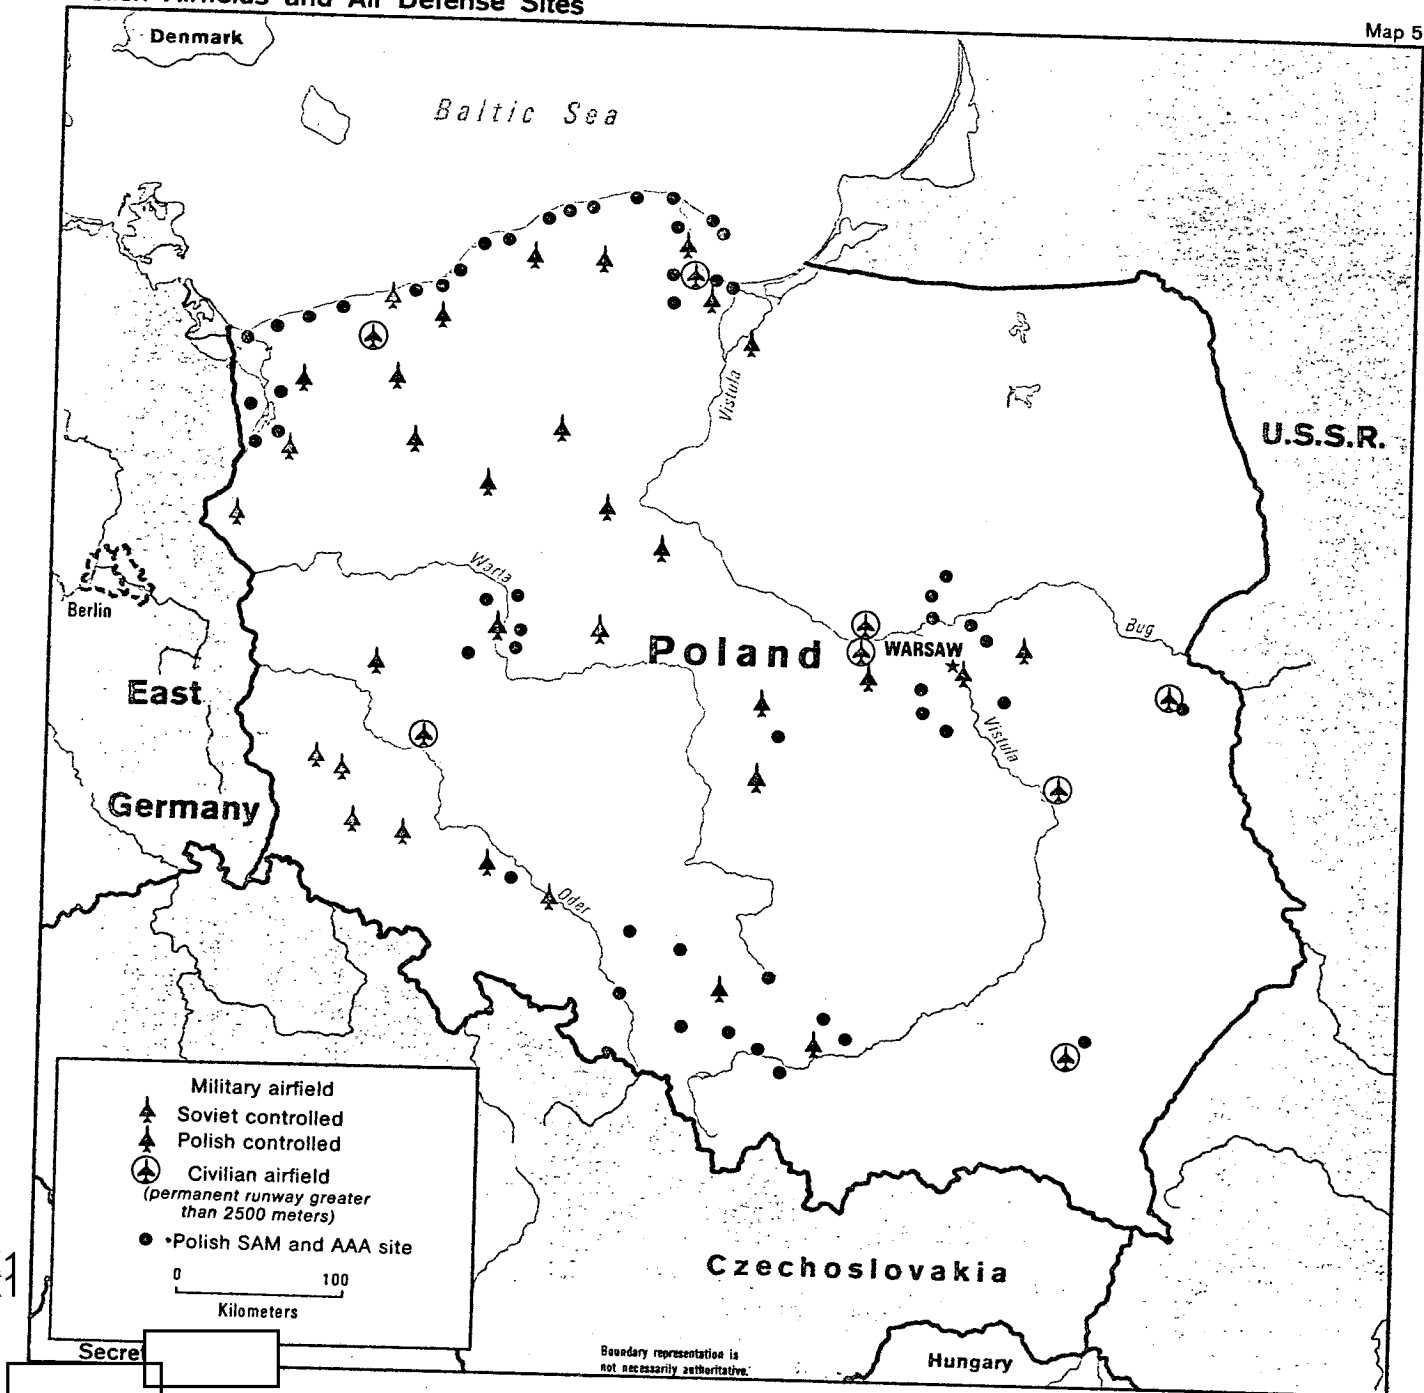 Airfields and Air Defense Sites
Map 5
Denmark
Baltic Sea
Vistula
U.S.S.R.
Warta
Berlin
Poland
WARSAW
Bug
East
Germany
Vistula
Oder
Military airfield
Soviet controlled
Polish controlled
Civilian airfield
(permanent runway greater
than 2500 meters)
•Polish SAM and AAA site
0 100
Kilometers
Czechoslovakia
Secret
Boundary representation is
not necessarily authoritative.
Hungary
1